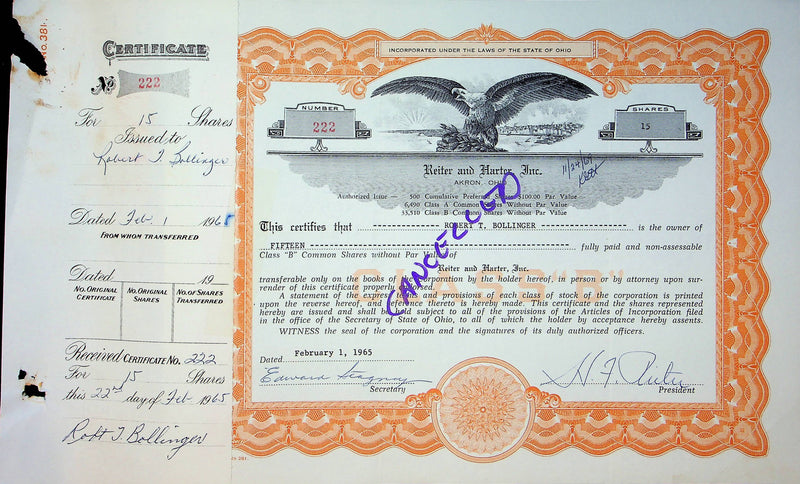 No. 381.
CERTIFICATE
No 222
For 15 Shares
Issued to
Robert T. Bollinger
Dated Feb 1 1965
FROM WHOM TRANSFERRED
Dated 19
NO. ORIGINAL CERTIFICATE
NO. ORIGINAL SHARES
NO. OF SHARES TRANSFERRED
Received CERTIFICATE NO. 222
For 15 Shares
this 22nd day of Feb 1965
Robt T. Bollinger
INCORPORATED UNDER THE LAWS OF THE STATE OF OHIO
NUMBER
222
SHARES
15
Reiter and Harter, Inc.
AKRON, OHIO
11/24/69
Authorized Issue — 500 Cumulative Preferred $100.00 Par Value
6,490 Class A Common Shares Without Par Value
33,510 Class B Common Shares Without Par Value
CANCELLED
This certifies that ROBERT T. BOLLINGER is the owner of
FIFTEEN fully paid and non-assessable
Class "B" Common Shares without Par Value of
Reiter and Harter, Inc.
CLASS "B"
transferable only on the books of the corporation by the holder hereof in person or by attorney upon sur-
render of this certificate properly endorsed.
A statement of the express terms and provisions of each class of stock of the corporation is printed
upon the reverse hereof, and reference thereto is hereby made. This certificate and the shares represented
hereby are issued and shall be held subject to all of the provisions of the Articles of Incorporation filed
in the office of the Secretary of State of Ohio, to all of which the holder by acceptance hereby assents.
WITNESS the seal of the corporation and the signatures of its duly authorized officers.
February 1, 1965
Dated
Edward
Secretary
H. F. Reiter
President